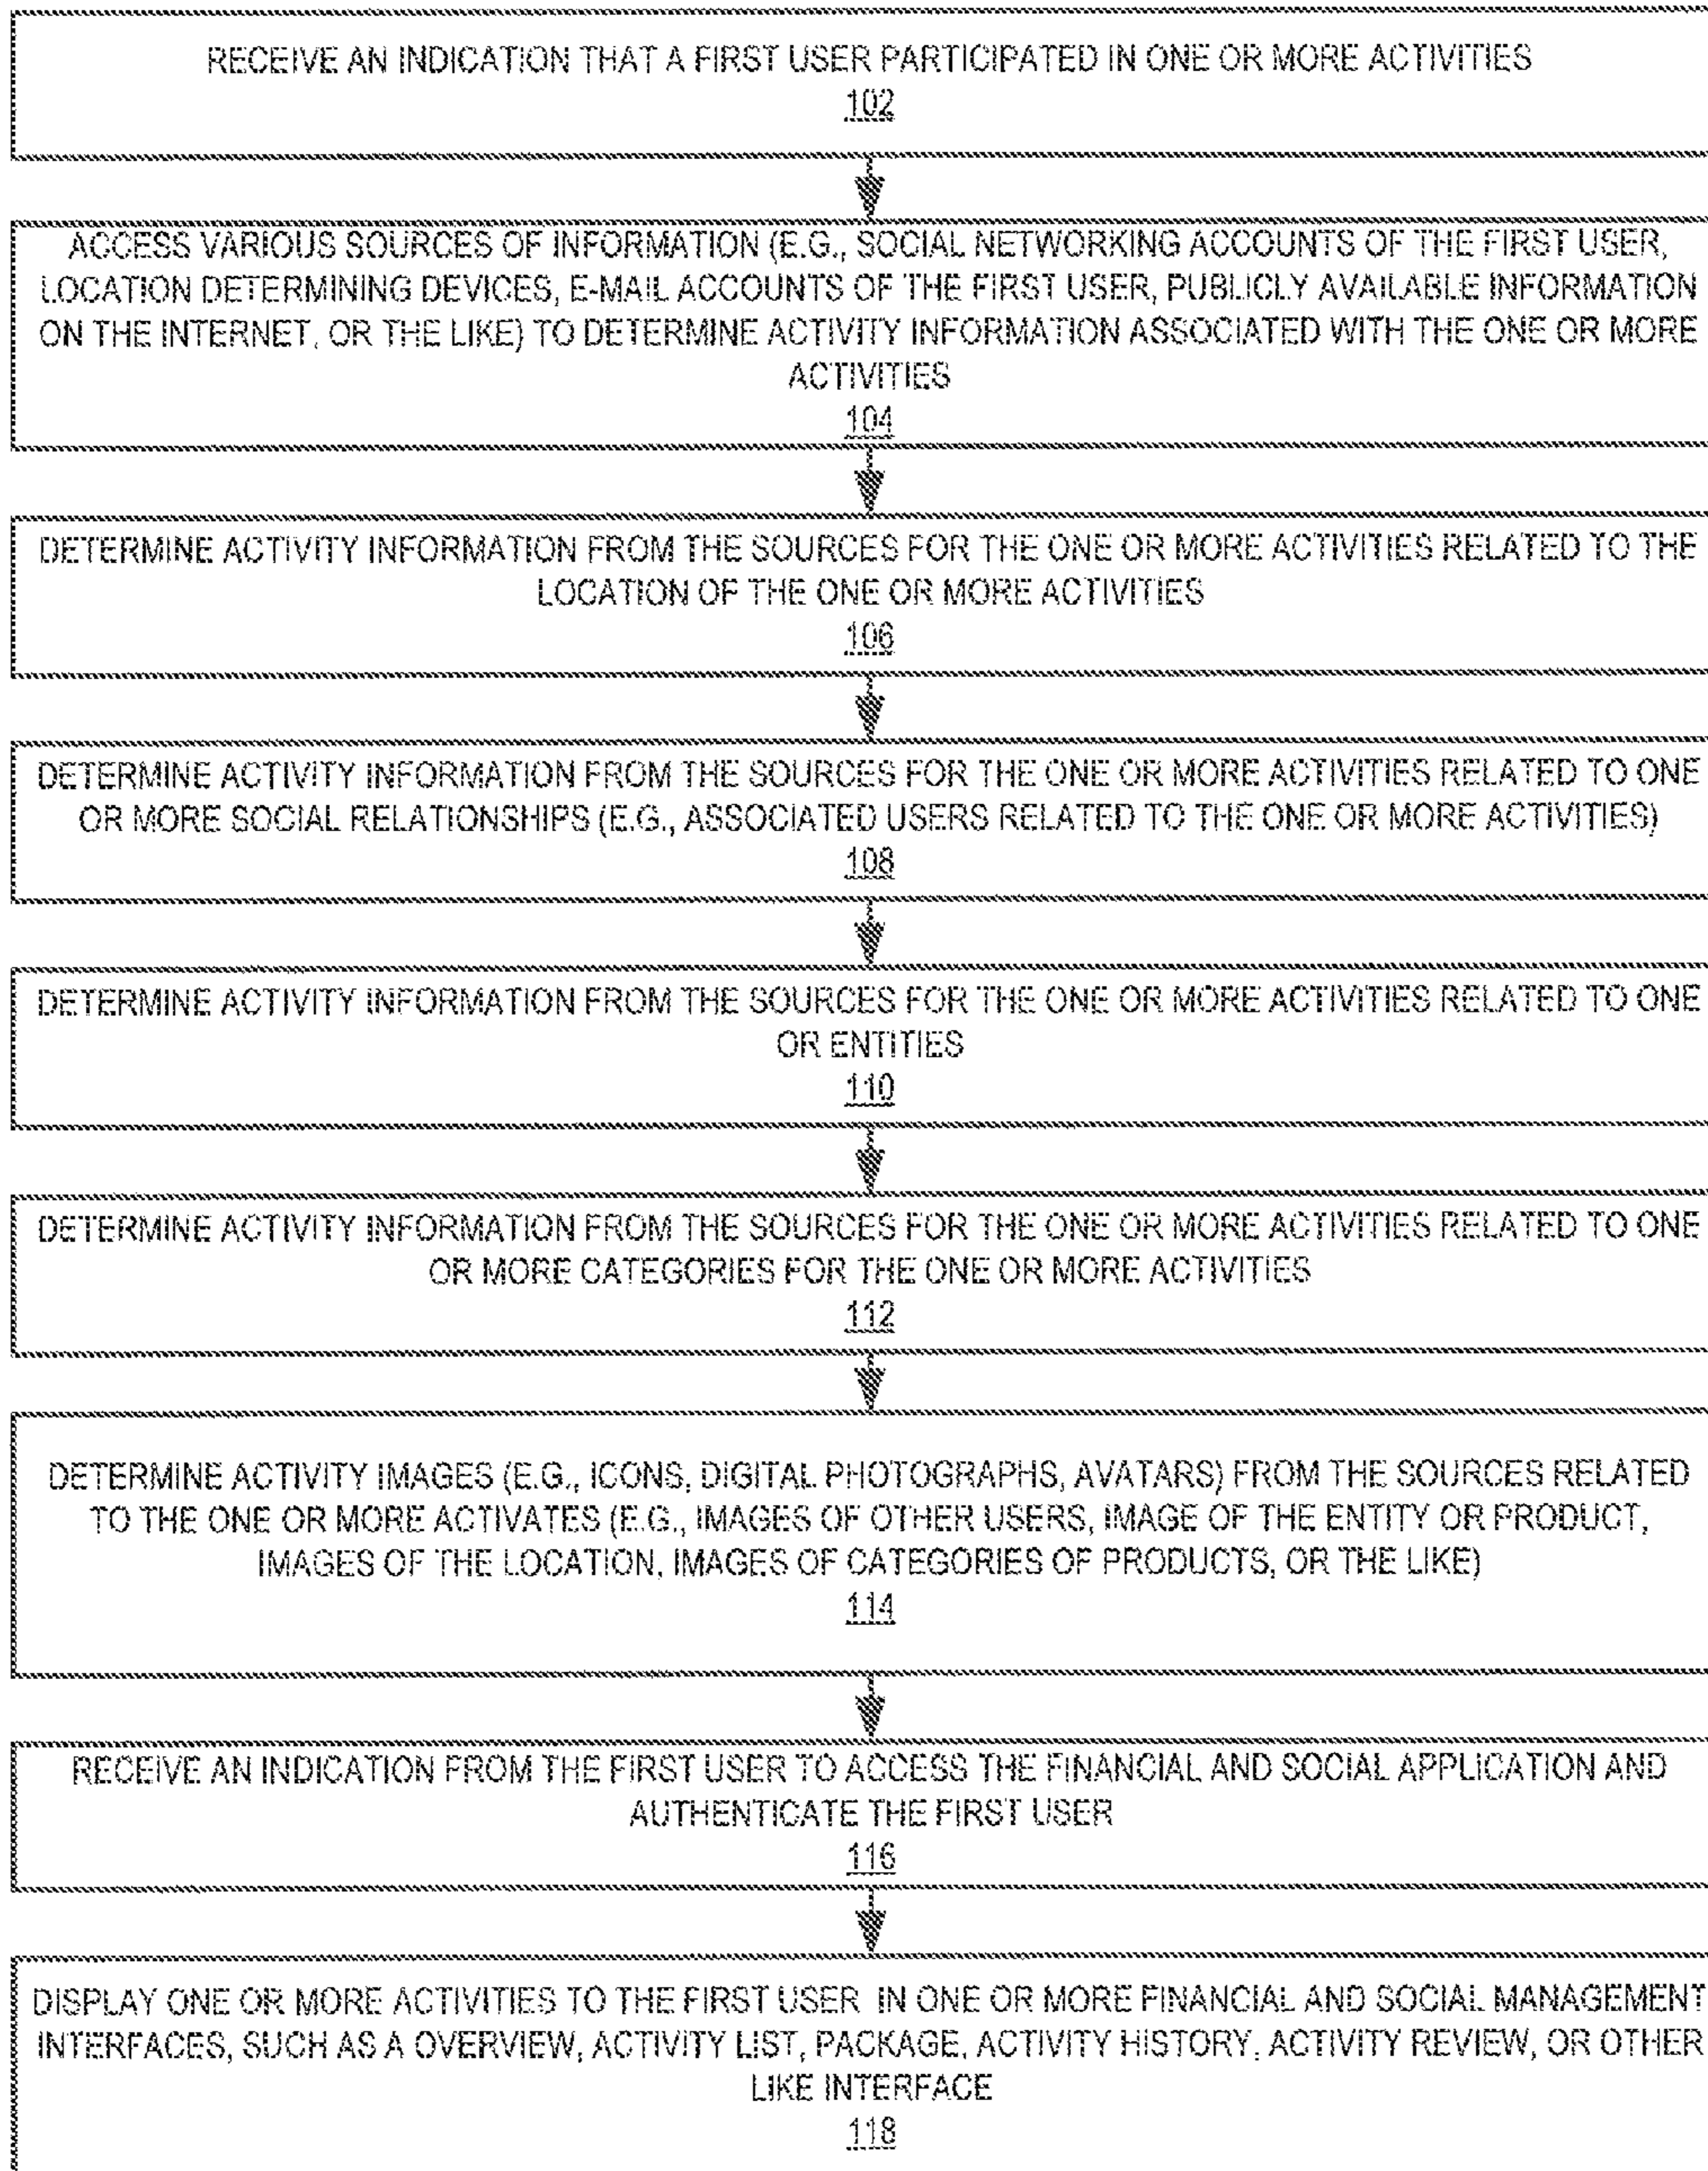 RECEIVE AN INDICATION THAT A FIRST USER PARTICIPATED IN ONE OR MORE ACTIVITIES
102
ACCESS VARIOUS SOURCES OF INFORMATION (E.G., SOCIAL NETWORKING ACCOUNTS OF THE FIRST USER,
LOCATION DETERMINING DEVICES, E-MAIL ACCOUNTS OF THE FIRST USER, PUBLICLY AVAILABLE INFORMATION
ON THE INTERNET, OR THE LIKE) TO DETERMINE ACTIVITY INFORMATION ASSOCIATED WITH THE ONE OR MORE
ACTIVITIES
104
DETERMINE ACTIVITY INFORMATION FROM THE SOURCES FOR THE ONE OR MORE ACTIVITIES RELATED TO THE
LOCATION OF THE ONE OR MORE ACTIVITIES
106
DETERMINE ACTIVITY INFORMATION FROM THE SOURCES FOR THE ONE OR MORE ACTIVITIES RELATED TO ONE
OR MORE SOCIAL RELATIONSHIPS (E.G., ASSOCIATED USERS RELATED TO THE ONE OR MORE ACTIVITIES)
108
DETERMINE ACTIVITY INFORMATION FROM THE SOURCES FOR THE ONE OR MORE ACTIVITIES RELATED TO ONE
OR ENTITIES
110
DETERMINE ACTIVITY INFORMATION FROM THE SOURCES FOR THE ONE OR MORE ACTIVITIES RELATED TO ONE
OR MORE CATEGORIES FOR THE ONE OR MORE ACTIVITIES
112
DETERMINE ACTIVITY IMAGES (E.G., ICONS, DIGITAL PHOTOGRAPHS, AVATARS) FROM THE SOURCES RELATED
TO THE ONE OR MORE ACTIVATES (E.G., IMAGES OF OTHER USERS, IMAGE OF THE ENTITY OR PRODUCT,
IMAGES OF THE LOCATION, IMAGES OF CATEGORIES OF PRODUCTS, OR THE LIKE)
114
RECEIVE AN INDICATION FROM THE FIRST USER TO ACCESS THE FINANCIAL AND SOCIAL APPLICATION AND
AUTHENTICATE THE FIRST USER
116
DISPLAY ONE OR MORE ACTIVITIES TO THE FIRST USER IN ONE OR MORE FINANCIAL AND SOCIAL MANAGEMENT
INTERFACES, SUCH AS A OVERVIEW, ACTIVITY LIST, PACKAGE, ACTIVITY HISTORY, ACTIVITY REVIEW, OR OTHER
LIKE INTERFACE
118